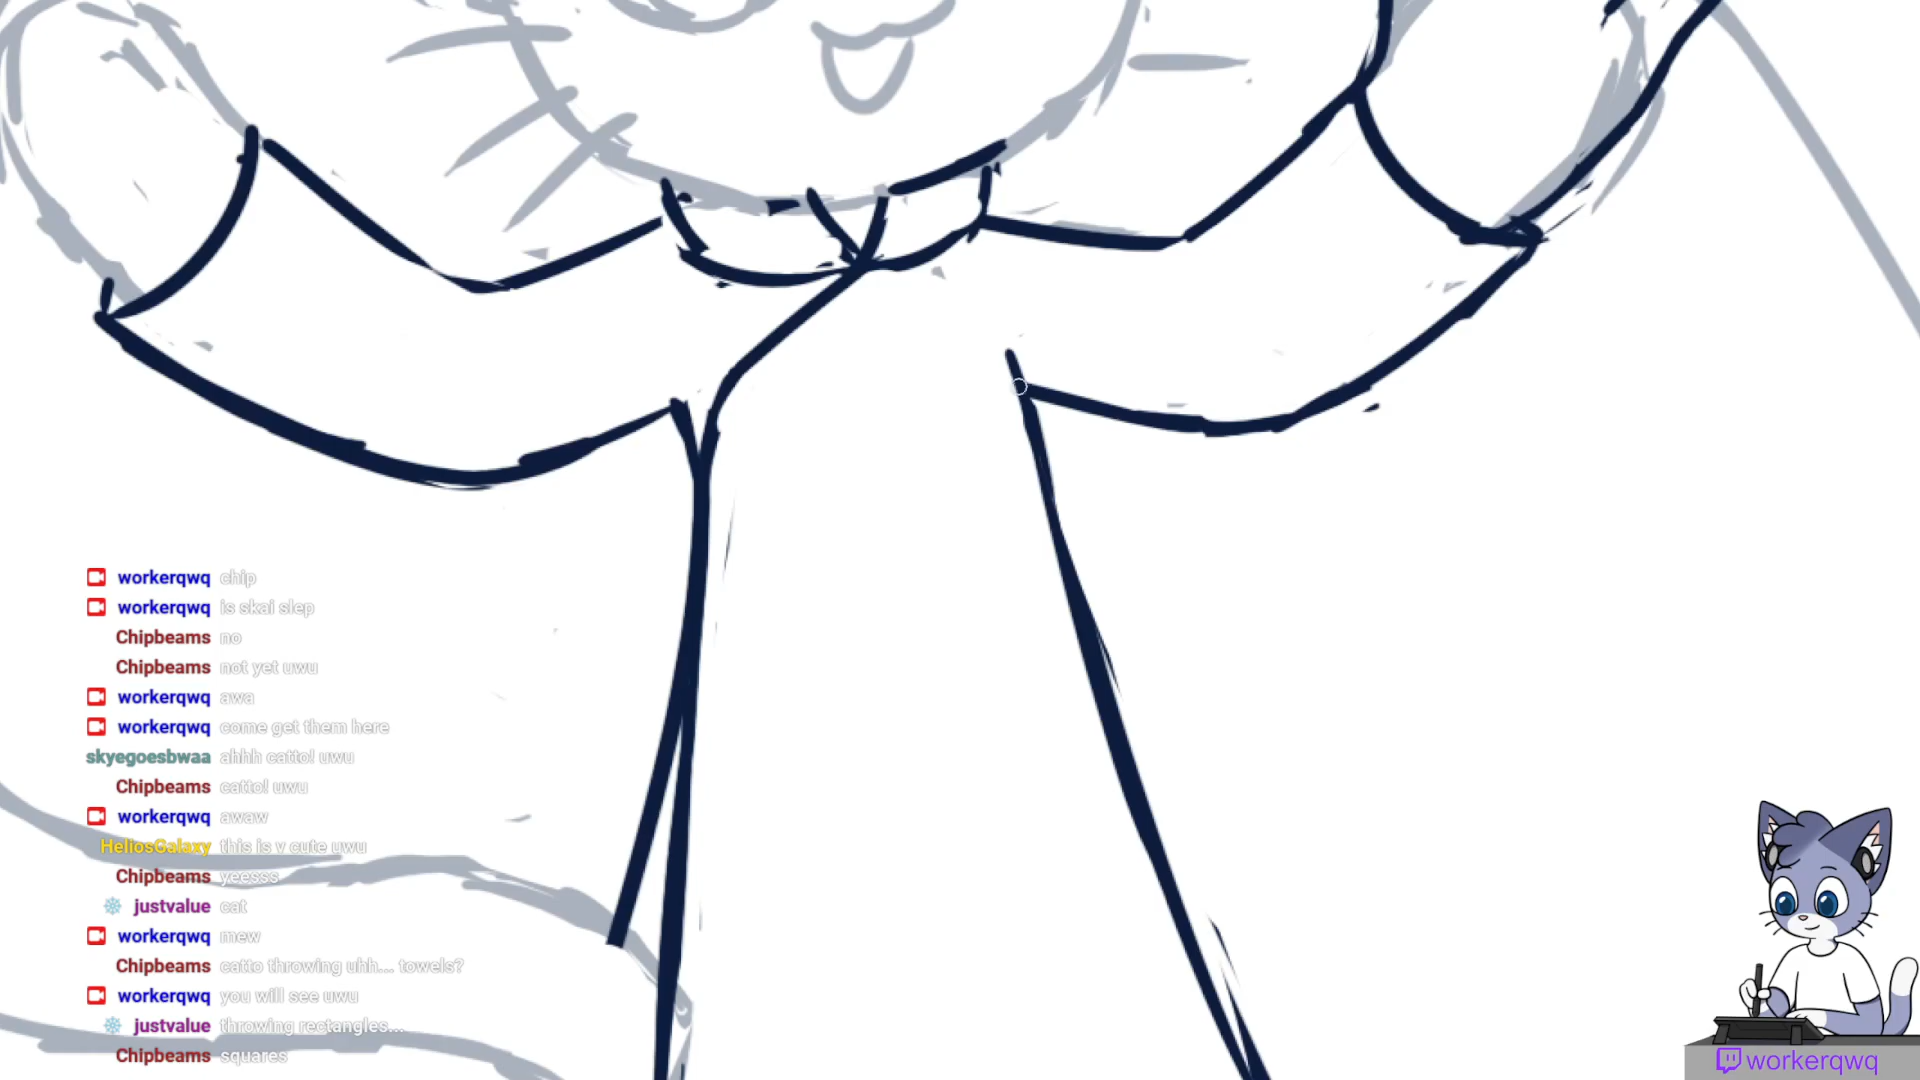 workerqwq chip
workerqwq is skai slep
Chipbeams no
Chipbeams not yet uwu
workerqwq awa
workerqwq come get them here
skyegoesbwaa ahhh catto! uwu
Chipbeams catto! uwu
workerqwq awaw
HeliosGalaxy this is v cute uwu
Chipbeams yeesss
justvalue cat
workerqwq mew
Chipbeams catto throwing uhh... towels?
workerqwq you will see uwu
justvalue throwing rectangles...
Chipbeams squares
workerqwq